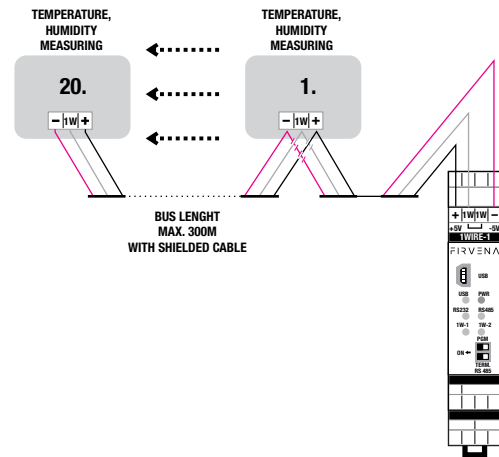 TEMPERATURE,
HUMIDITY
MEASURING
20.
− 1W +
TEMPERATURE,
HUMIDITY
MEASURING
1.
− 1W +
BUS LENGHT
MAX. 300M
WITH SHIELDED CABLE
+ 1W 1W −
+5V -5V
1WIRE-1
FIRVENA
USB
USB PWR
RS232 RS485
1W-1 1W-2
PGM
ON
TERM.
RS 485